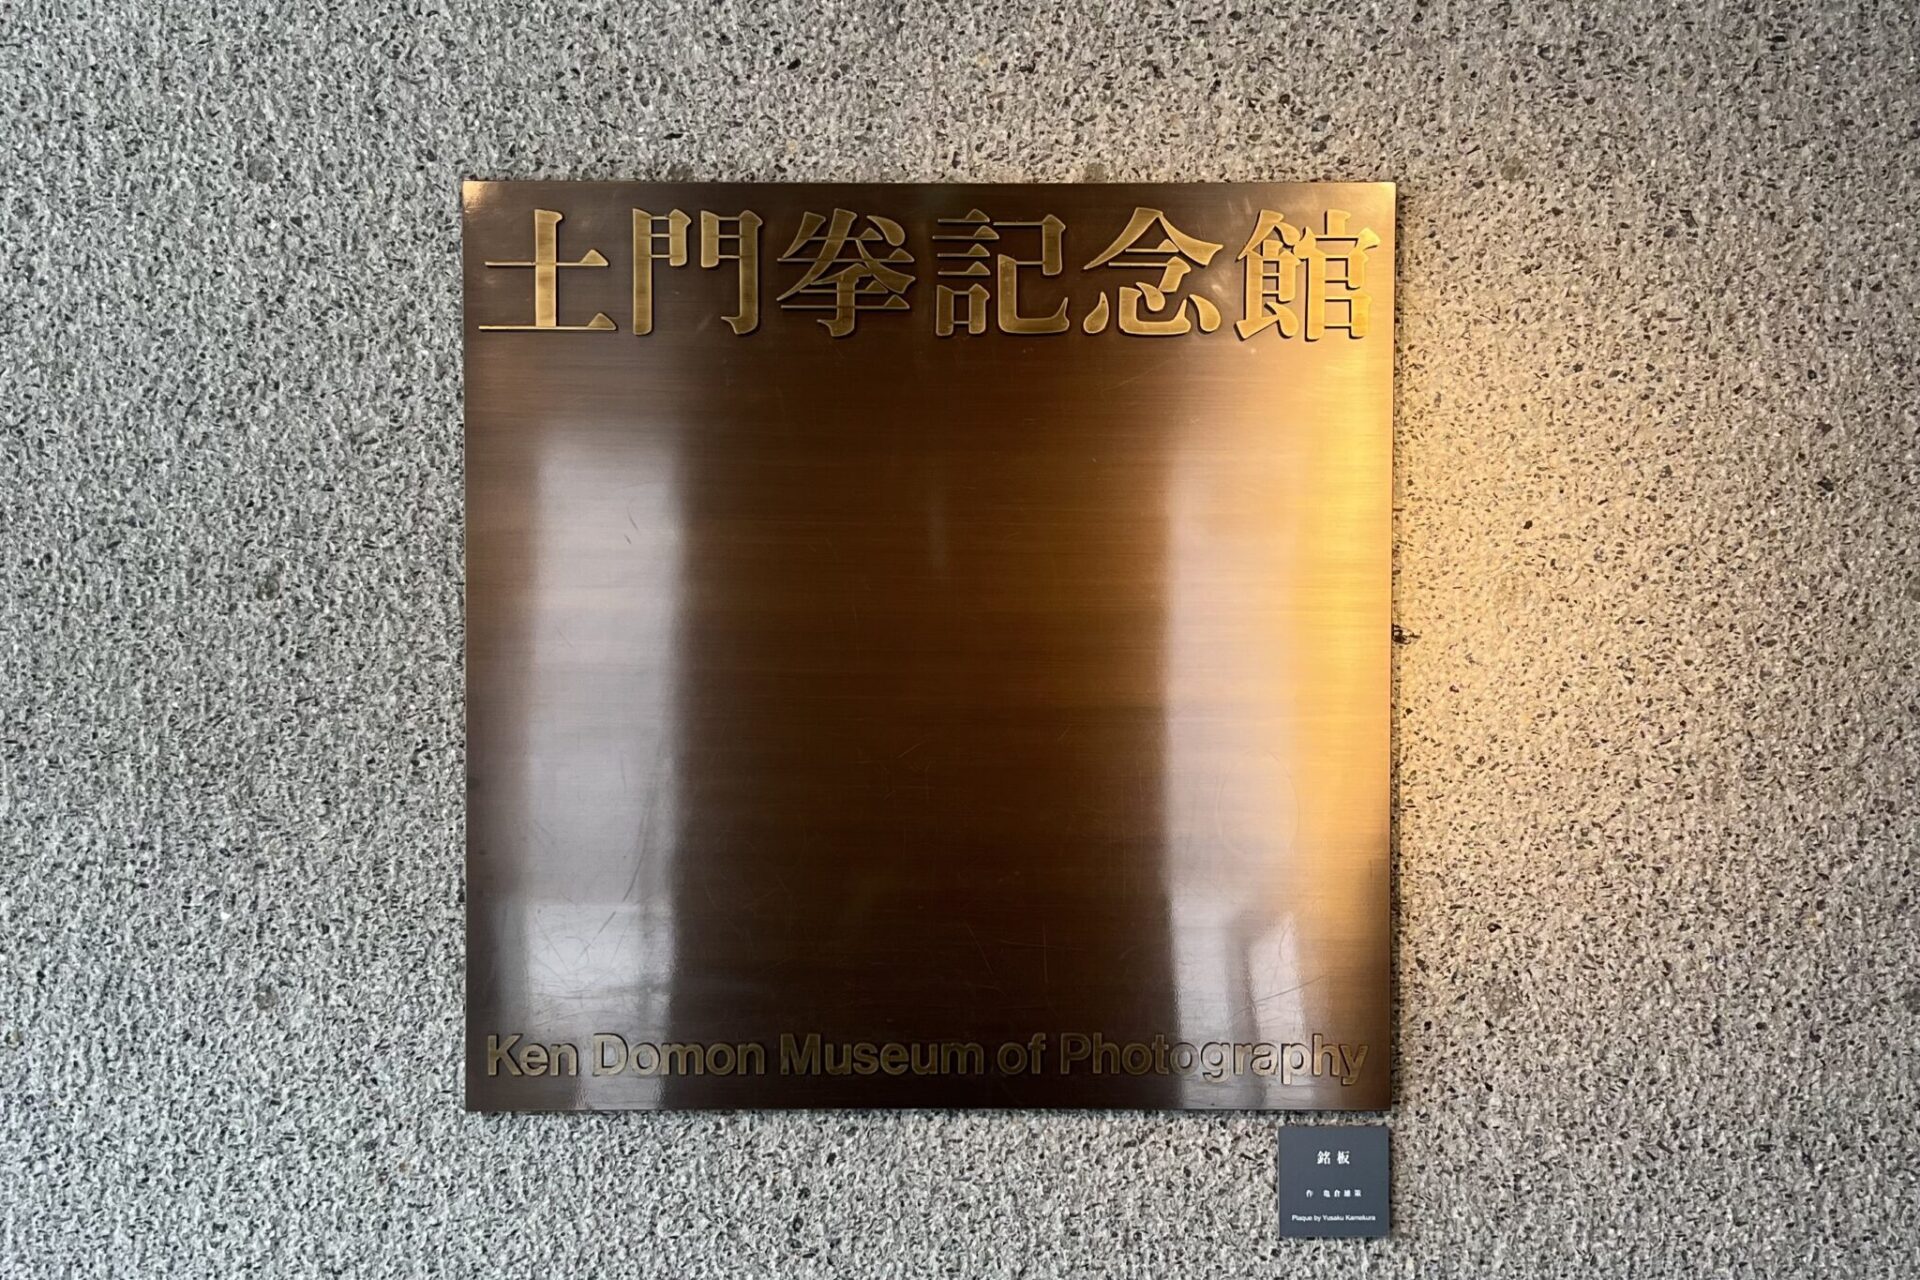 土門拳記念館
Ken Domon Museum of Photography
銘板
作 亀倉雄策
Plaque by Yusaku Kamekura